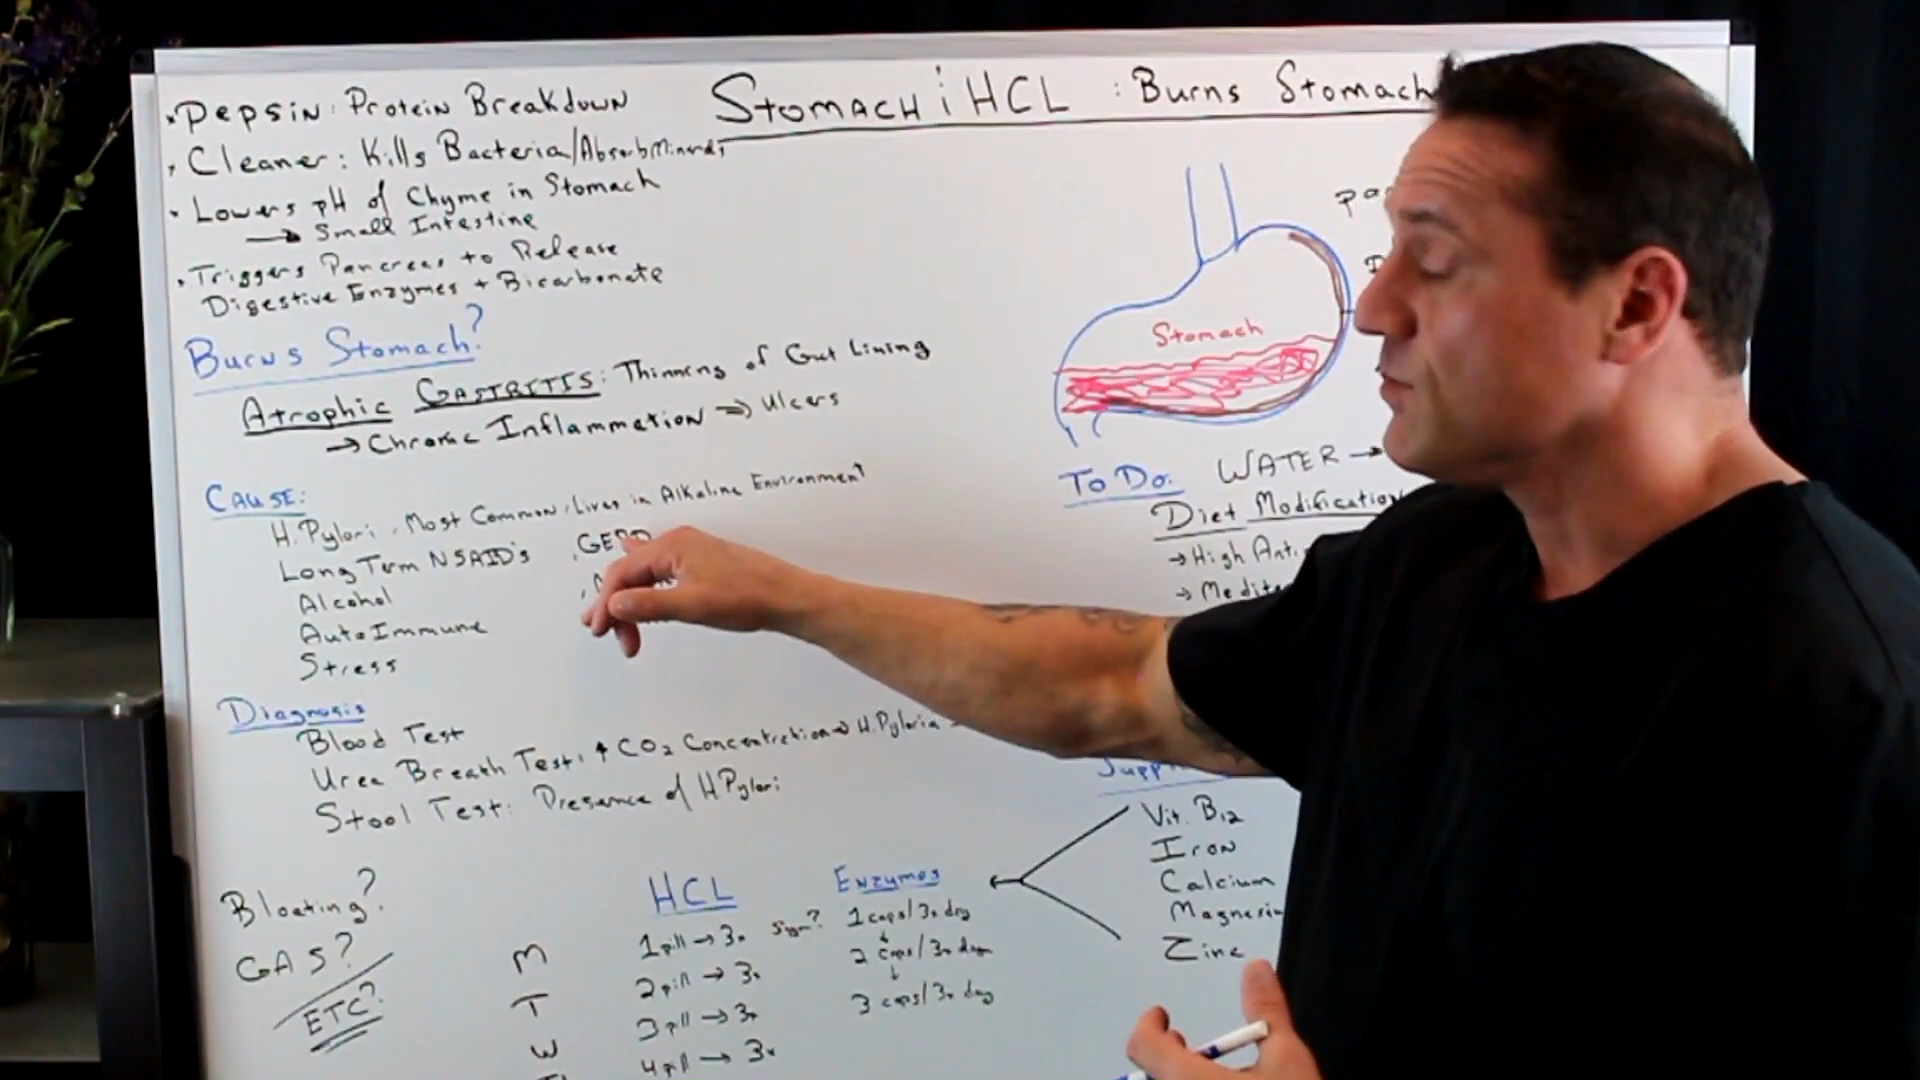 Stomach ; HCL : Burns Stomach
• Pepsin : Protein Breakdown
• Cleaner : Kills Bacteria/Absorb Minerals
• Lowers pH of Chyme in Stomach
→ Small Intestine
• Triggers Pancreas to Release
Digestive Enzymes + Bicarbonate
Burns Stomach?
Atrophic Gastritis : Thinning of Gut Lining
→ Chronic Inflammation → Ulcers
Cause:
H. Pylori , Most Common , Lives in Alkaline Environment
Long Term NSAID's
Alcohol
AutoImmune
Stress
Diagnosis
Blood Test
Urea Breath Test : ↑ CO2 Concentration → H. Pyloria
Stool Test : Presence of H Pylori
Bloating?
GAS?
ETC?
M
T
W
HCL
1 pill → 3x
2 pill → 3x
3 pill → 3x
4 pill → 3x
Sym?
Enzymes
1 caps/3x day
↓
2 caps/3x day
↓
3 caps/3x day
Stomach
To Do: WATER →
Diet Modification
→ High
Vit. B12
Iron
Calcium
Zinc